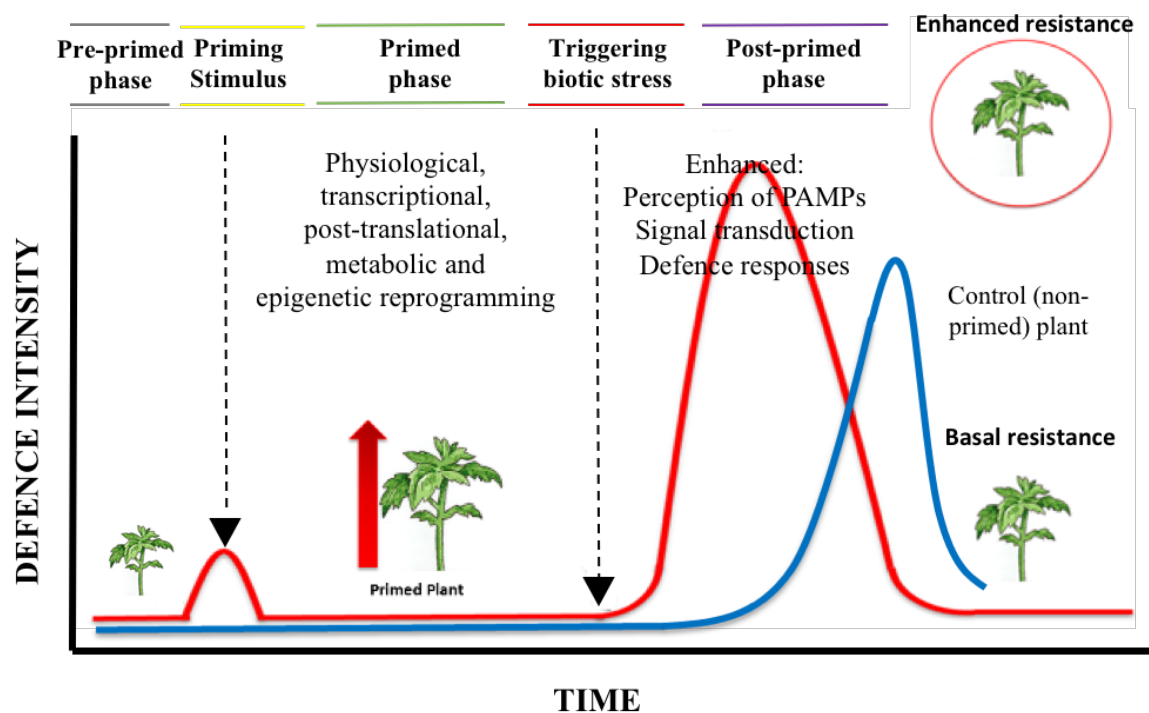 Enhanced resistance
Pre-primed
phase
Priming
Stimulus
Primed
phase
Triggering
biotic stress
Post-primed
phase
Physiological,
transcriptional,
post-translational,
metabolic and
epigenetic reprogramming
Enhanced:
Perception of PAMPs
Signal transduction
Defence responses
Control (non-
primed) plant
Basal resistance
Primed Plant
DEFENCE INTENSITY
TIME